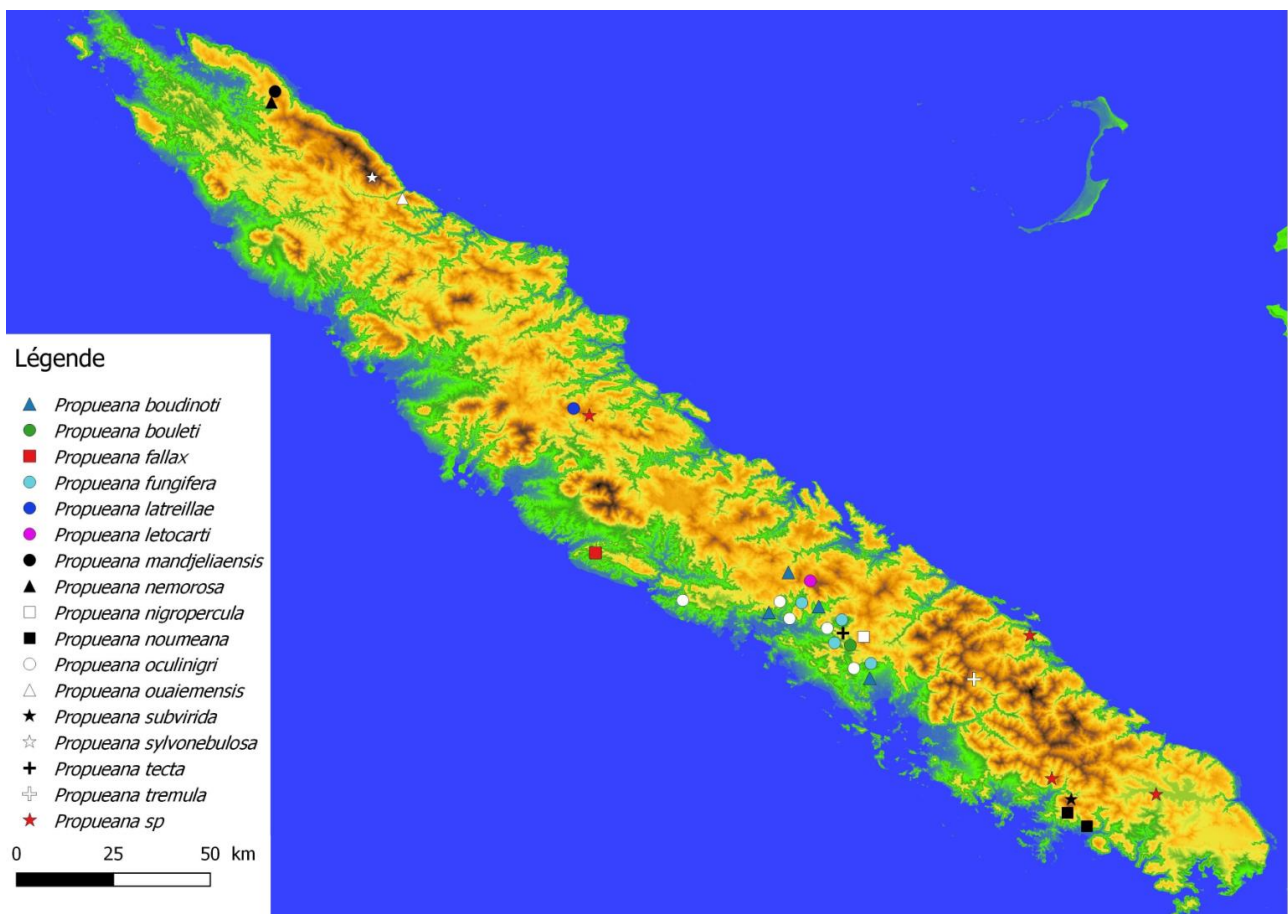 Légende
Propueana boudinoti
Propueana bouleti
Propueana fallax
Propueana fungifera
Propueana latreillae
Propueana letocarti
Propueana mandjeliaensis
Propueana nemorosa
Propueana nigropercula
Propueana noumeana
Propueana oculinigri
Propueana ouaiemensis
Propueana subvirida
Propueana sylvonebulosa
Propueana tecta
Propueana tremula
Propueana sp
0 25 50 km